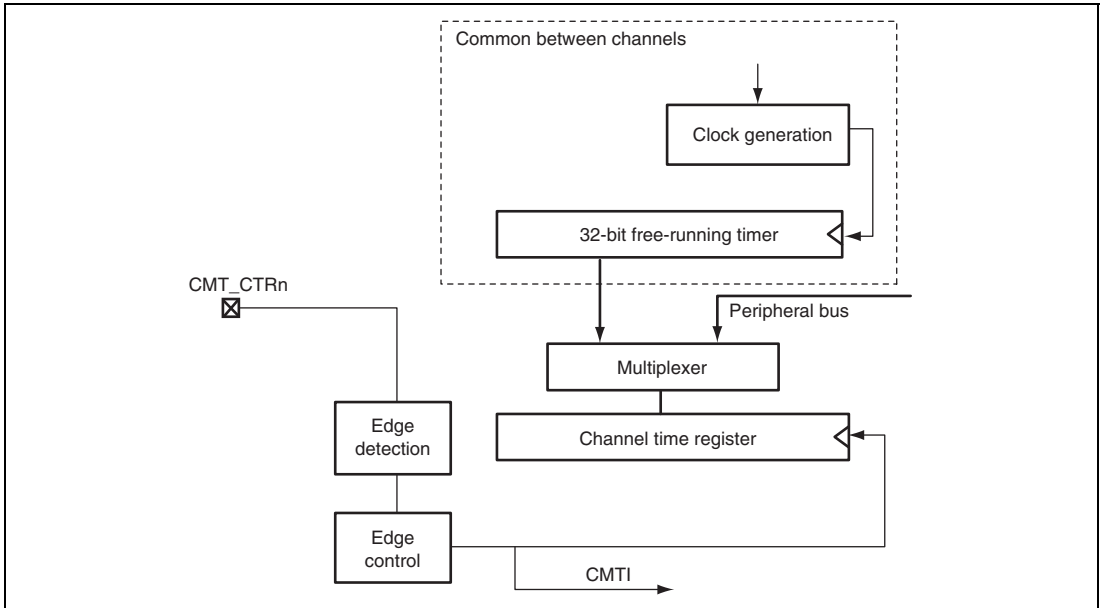 Common between channels
Clock generation
32-bit free-running timer
CMT_CTRn
Peripheral bus
Multiplexer
Edge
detection
Channel time register
Edge
control
CMTI